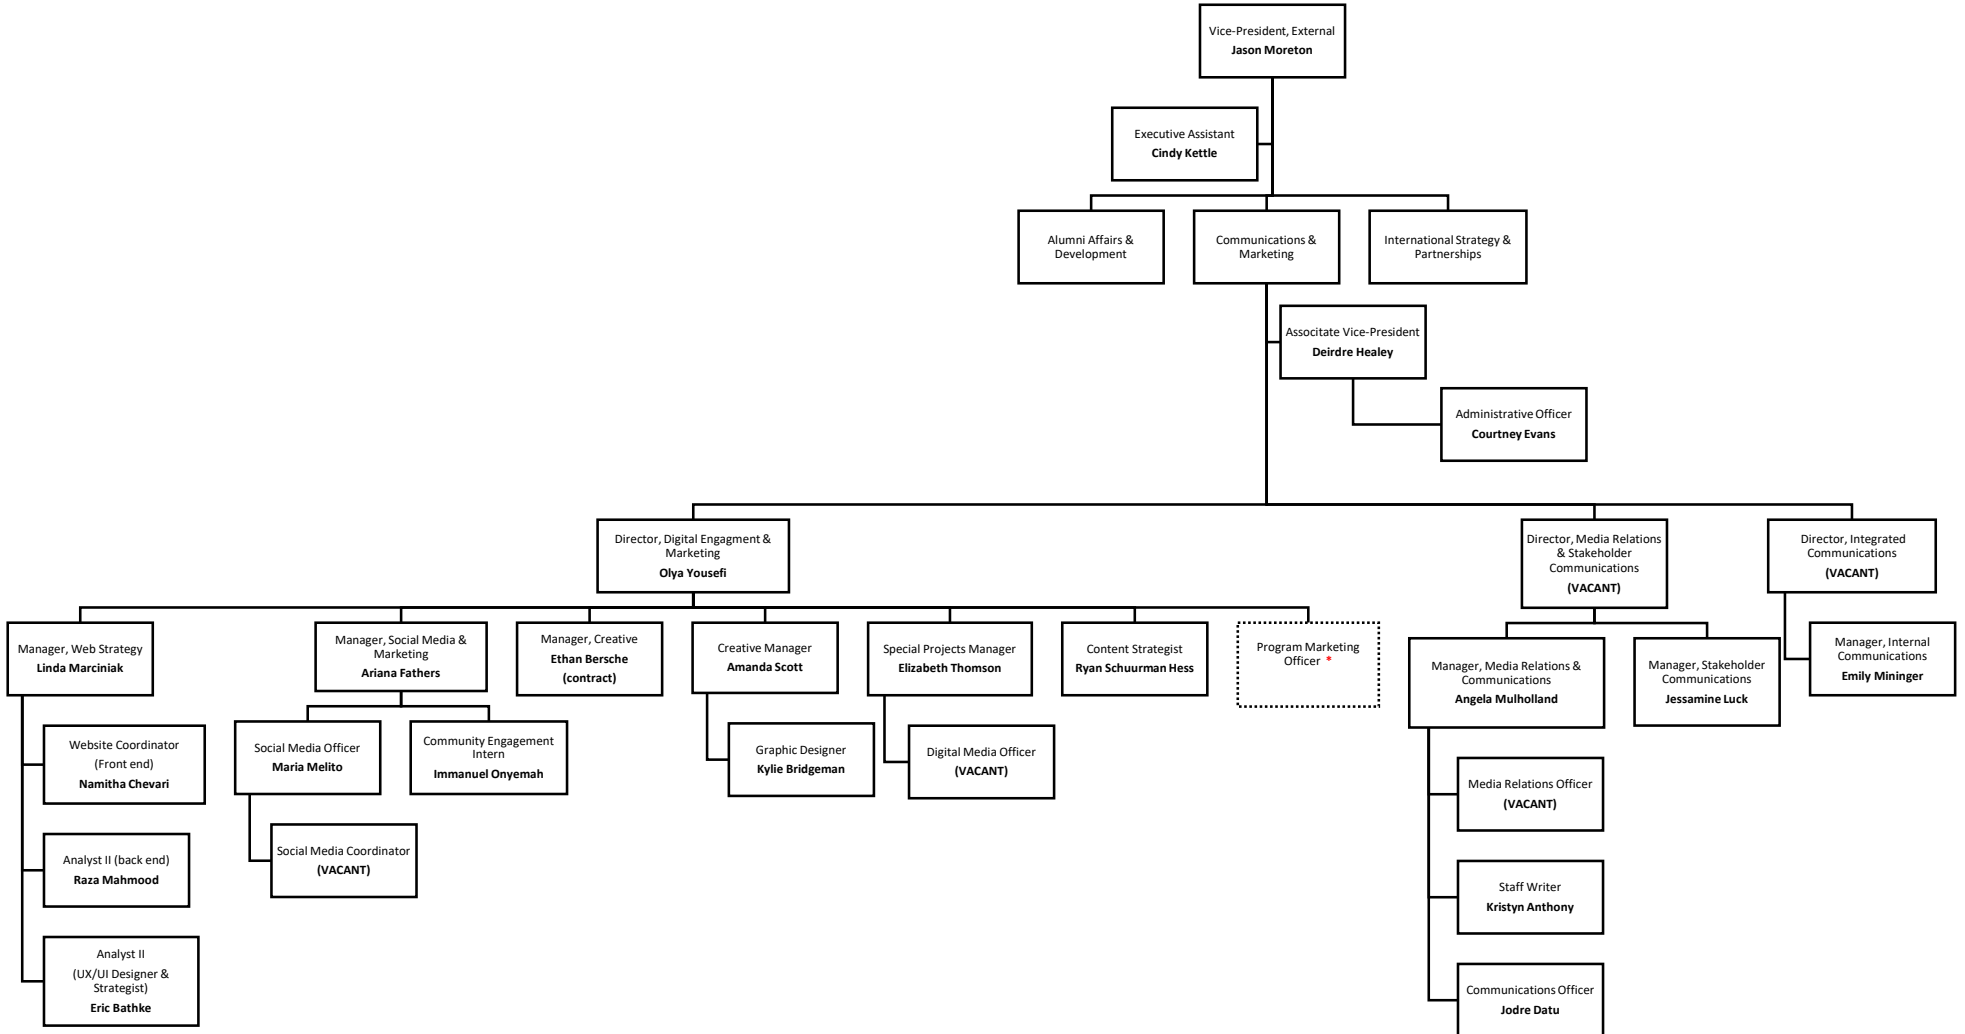 Vice-President, External
Jason Moreton
Executive Assistant
Cindy Kettle
Alumni Affairs &
Development
Communications &
Marketing
International Strategy &
Partnerships
Associtate Vice-President
Deirdre Healey
Administrative Officer
Courtney Evans
Director, Digital Engagment &
Marketing
Olya Yousefi
Director, Media Relations
& Stakeholder
Communications
(VACANT)
Director, Integrated
Communications
(VACANT)
Manager, Web Strategy
Linda Marciniak
Manager, Social Media &
Marketing
Ariana Fathers
Manager, Creative
Ethan Bersche
(contract)
Creative Manager
Amanda Scott
Special Projects Manager
Elizabeth Thomson
Content Strategist
Ryan Schuurman Hess
Program Marketing
Officer *
Manager, Media Relations &
Communications
Angela Mulholland
Manager, Stakeholder
Communications
Jessamine Luck
Manager, Internal
Communications
Emily Mininger
Website Coordinator
(Front end)
Namitha Chevari
Social Media Officer
Maria Melito
Community Engagement
Intern
Immanuel Onyemah
Graphic Designer
Kylie Bridgeman
Digital Media Officer
(VACANT)
Media Relations Officer
(VACANT)
Analyst II (back end)
Raza Mahmood
Social Media Coordinator
(VACANT)
Staff Writer
Kristyn Anthony
Analyst II
(UX/UI Designer &
Strategist)
Eric Bathke
Communications Officer
Jodre Datu